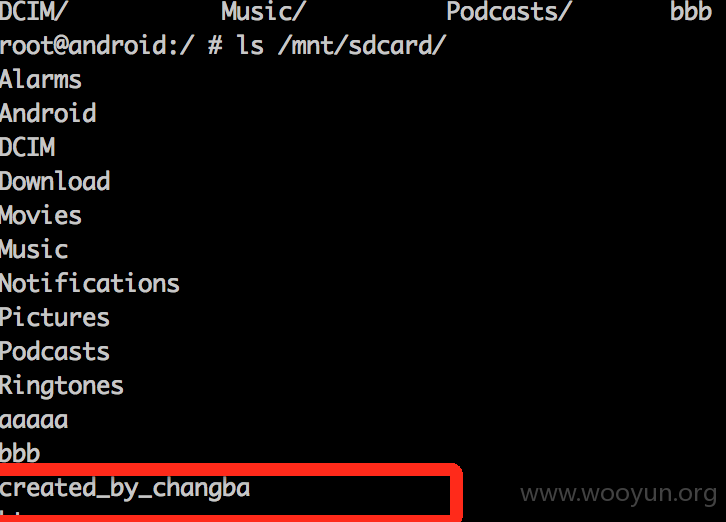 DCIM/ Music/ Podcasts/ bbb
root@android:/ # ls /mnt/sdcard/
Alarms
Android
DCIM
Download
Movies
Music
Notifications
Pictures
Podcasts
Ringtones
aaaaa
bbb
created_by_changba
www.wooyun.org